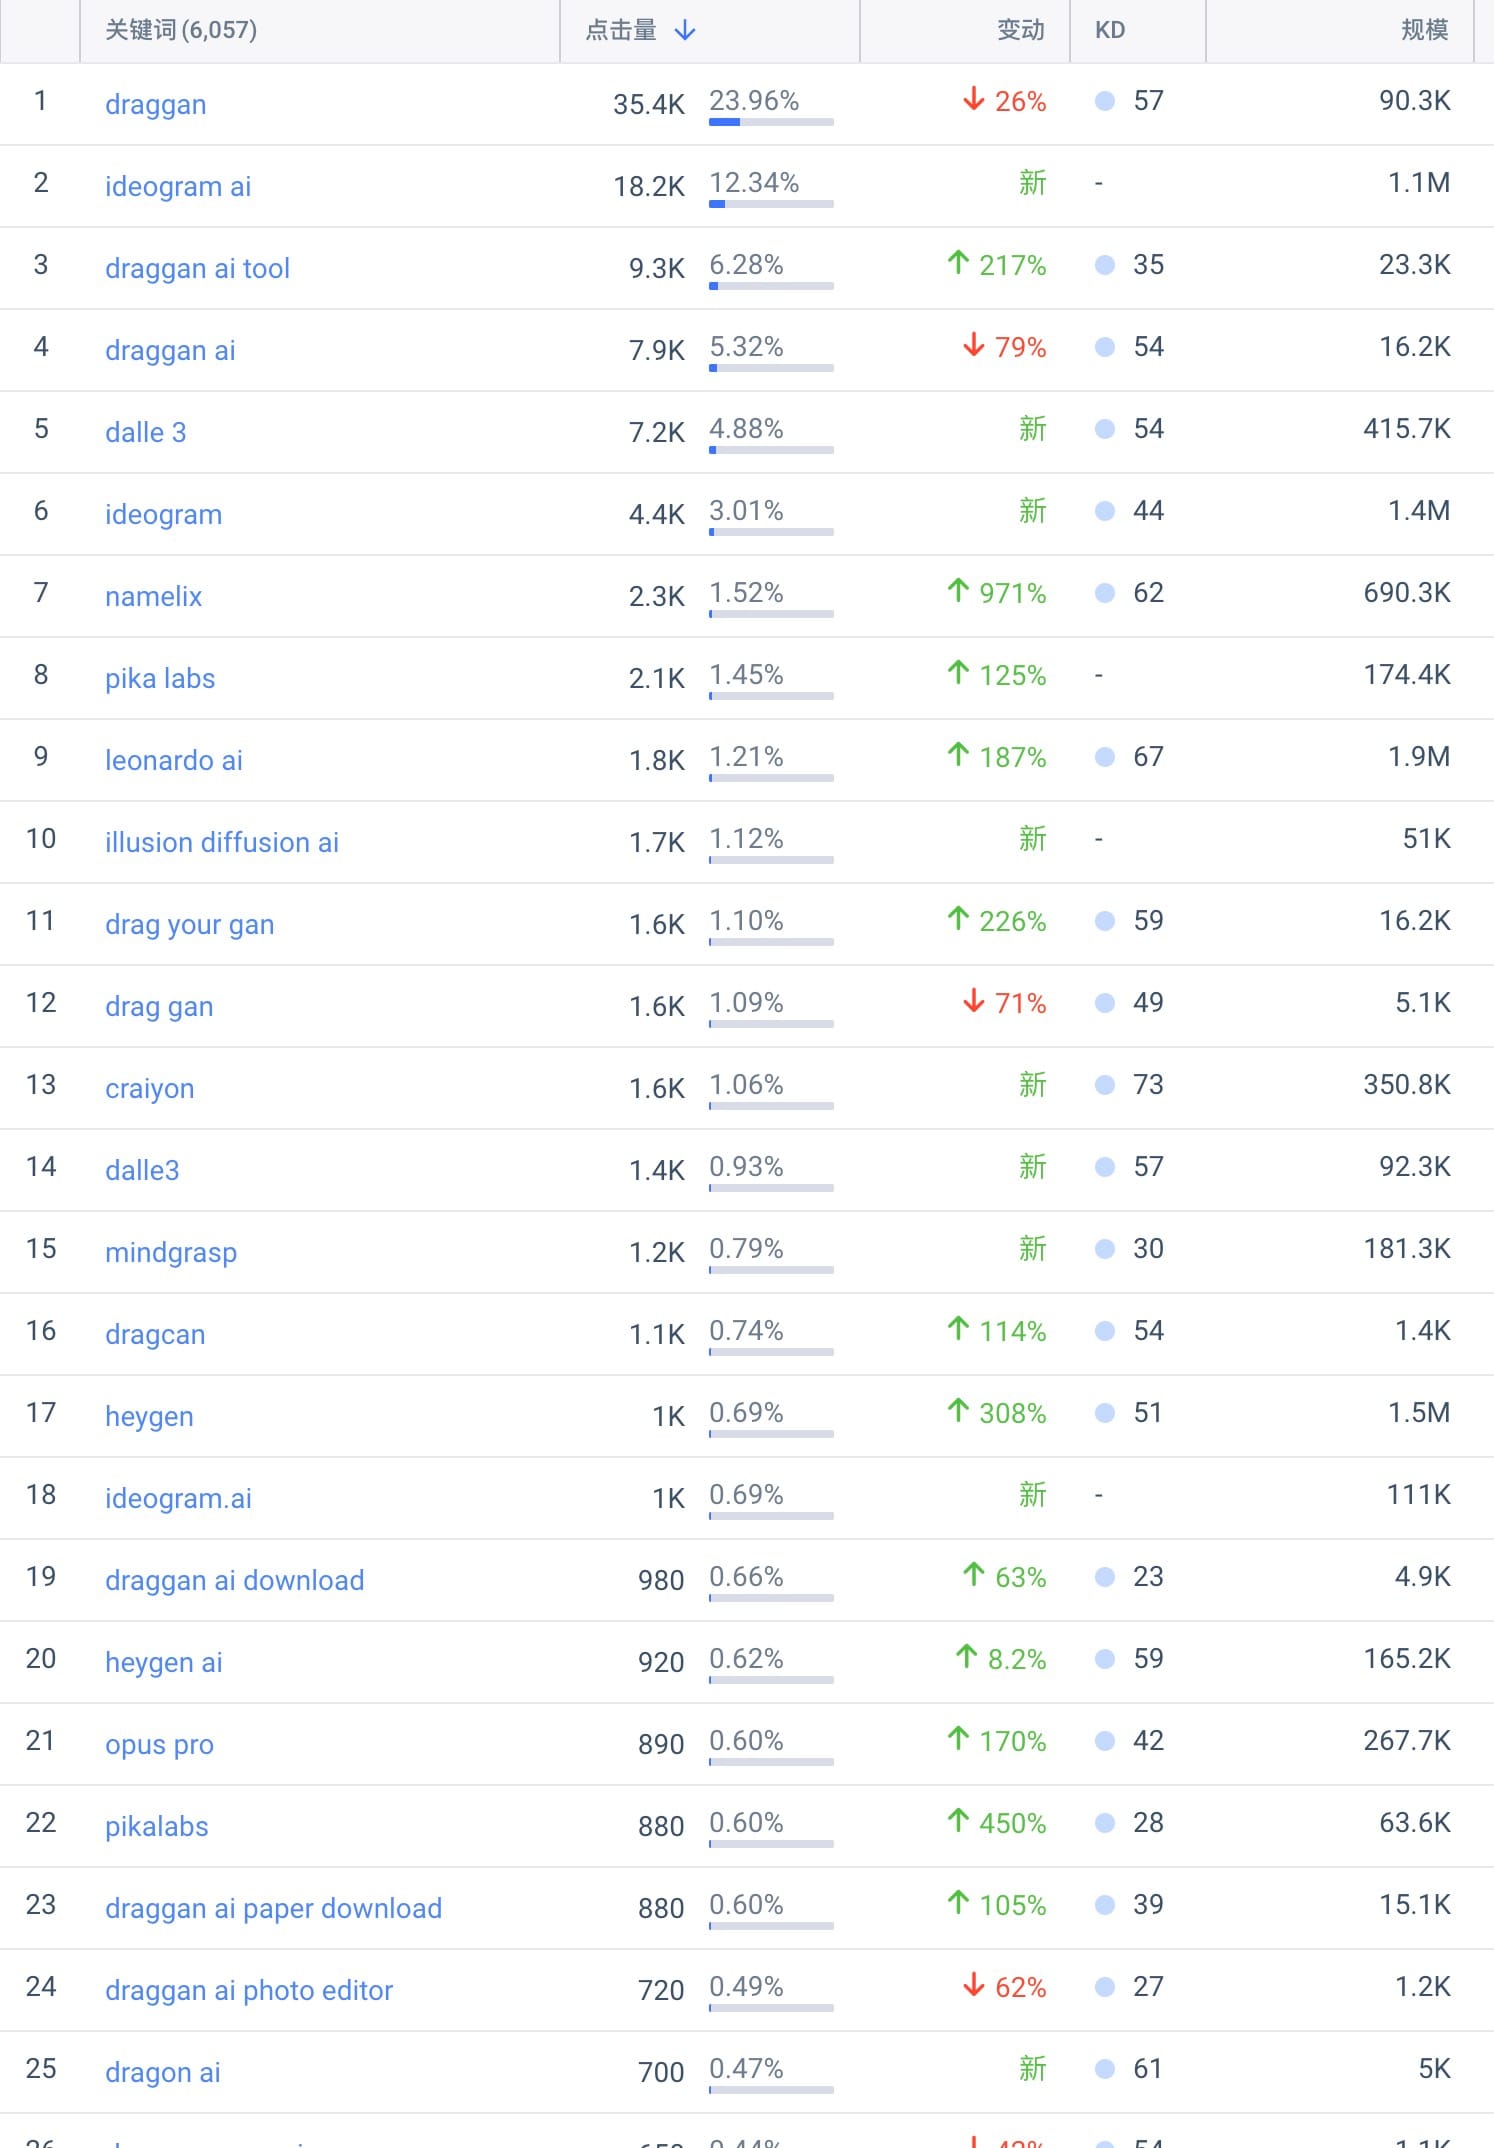 关键词 (6,057) 点击量 变动 KD 规模
1 draggan 35.4K 23.96% 26% 57 90.3K
2 ideogram ai 18.2K 12.34% 新 - 1.1M
3 draggan ai tool 9.3K 6.28% 217% 35 23.3K
4 draggan ai 7.9K 5.32% 79% 54 16.2K
5 dalle 3 7.2K 4.88% 新 54 415.7K
6 ideogram 4.4K 3.01% 新 44 1.4M
7 namelix 2.3K 1.52% 971% 62 690.3K
8 pika labs 2.1K 1.45% 125% - 174.4K
9 leonardo ai 1.8K 1.21% 187% 67 1.9M
10 illusion diffusion ai 1.7K 1.12% 新 - 51K
11 drag your gan 1.6K 1.10% 226% 59 16.2K
12 drag gan 1.6K 1.09% 71% 49 5.1K
13 craiyon 1.6K 1.06% 新 73 350.8K
14 dalle3 1.4K 0.93% 新 57 92.3K
15 mindgrasp 1.2K 0.79% 新 30 181.3K
16 dragcan 1.1K 0.74% 114% 54 1.4K
17 heygen 1K 0.69% 308% 51 1.5M
18 ideogram.ai 1K 0.69% 新 - 111K
19 draggan ai download 980 0.66% 63% 23 4.9K
20 heygen ai 920 0.62% 8.2% 59 165.2K
21 opus pro 890 0.60% 170% 42 267.7K
22 pikalabs 880 0.60% 450% 28 63.6K
23 draggan ai paper download 880 0.60% 105% 39 15.1K
24 draggan ai photo editor 720 0.49% 62% 27 1.2K
25 dragon ai 700 0.47% 新 61 5K